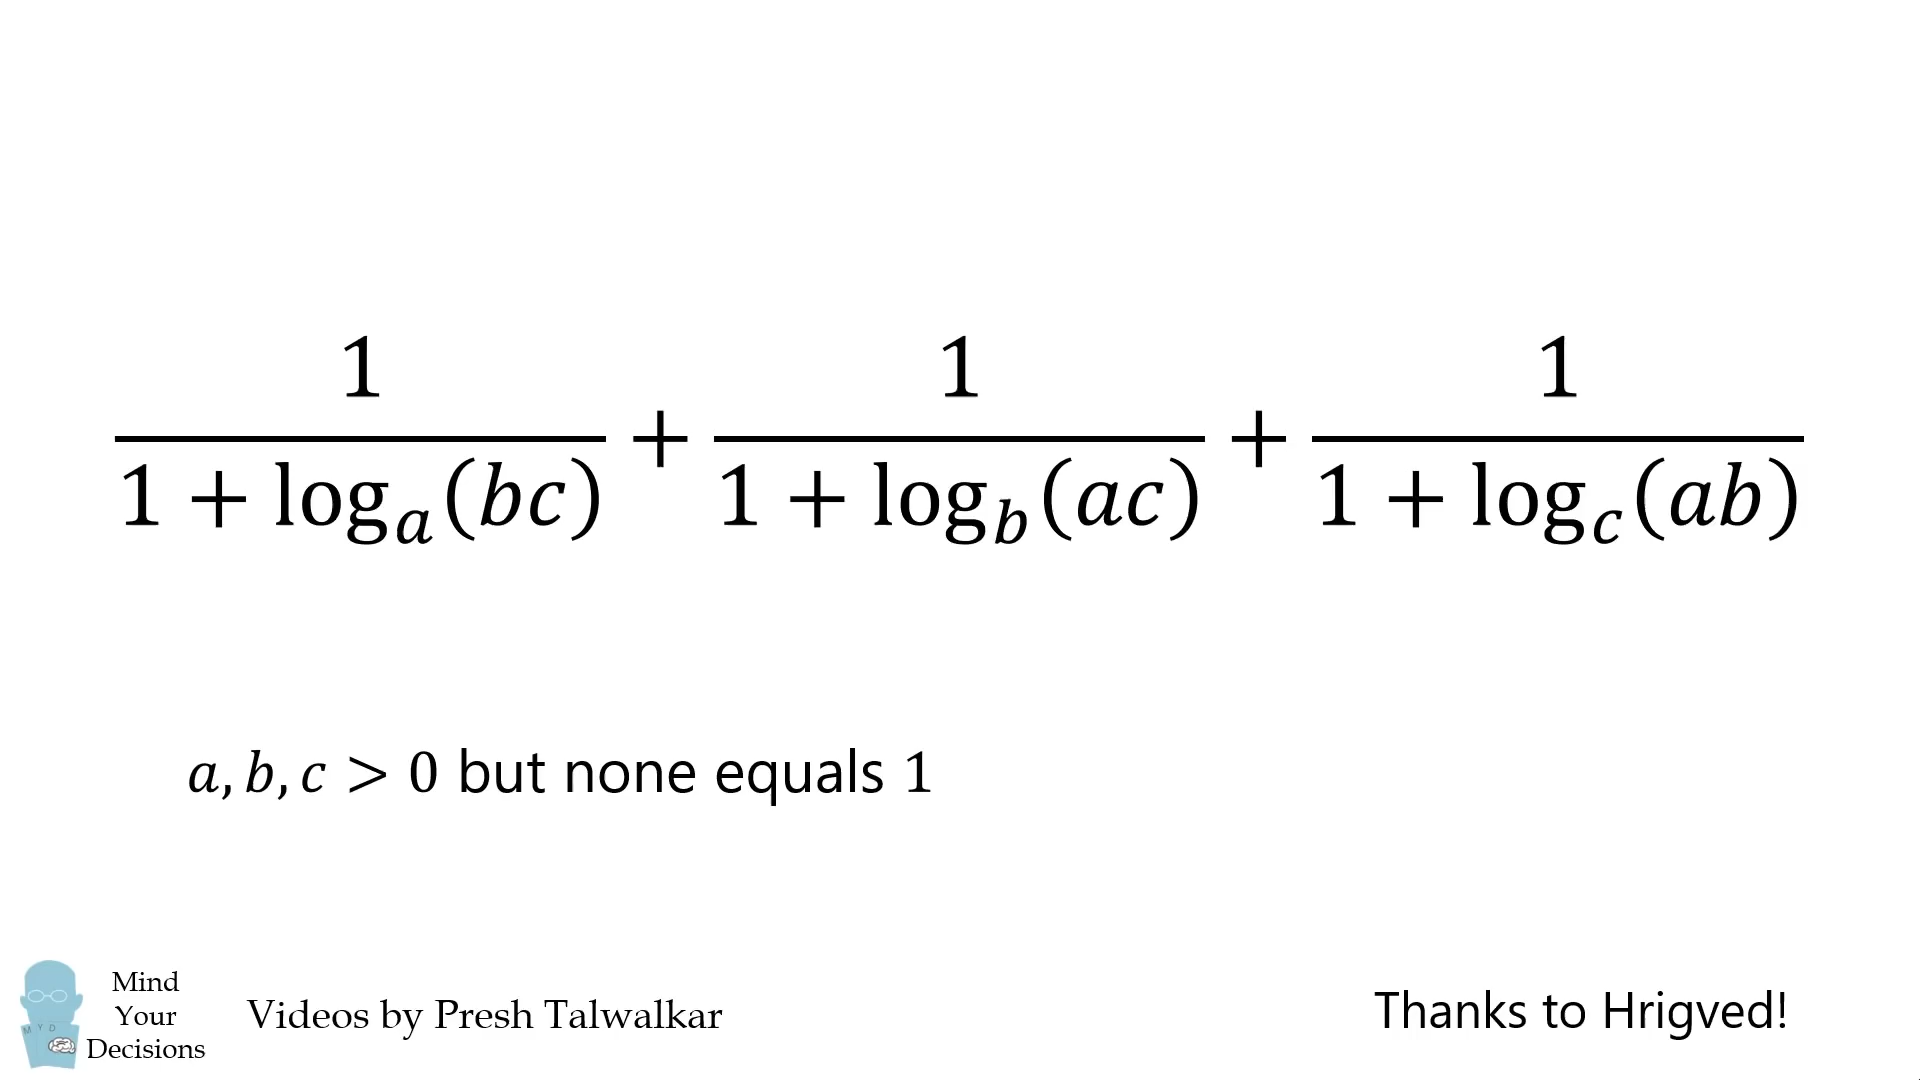 1/(1 + log_a(bc)) + 1/(1 + log_b(ac)) + 1/(1 + log_c(ab))
a, b, c > 0 but none equals 1
M Y D
Mind
Your
Decisions
Videos by Presh Talwalkar
Thanks to Hrigved!